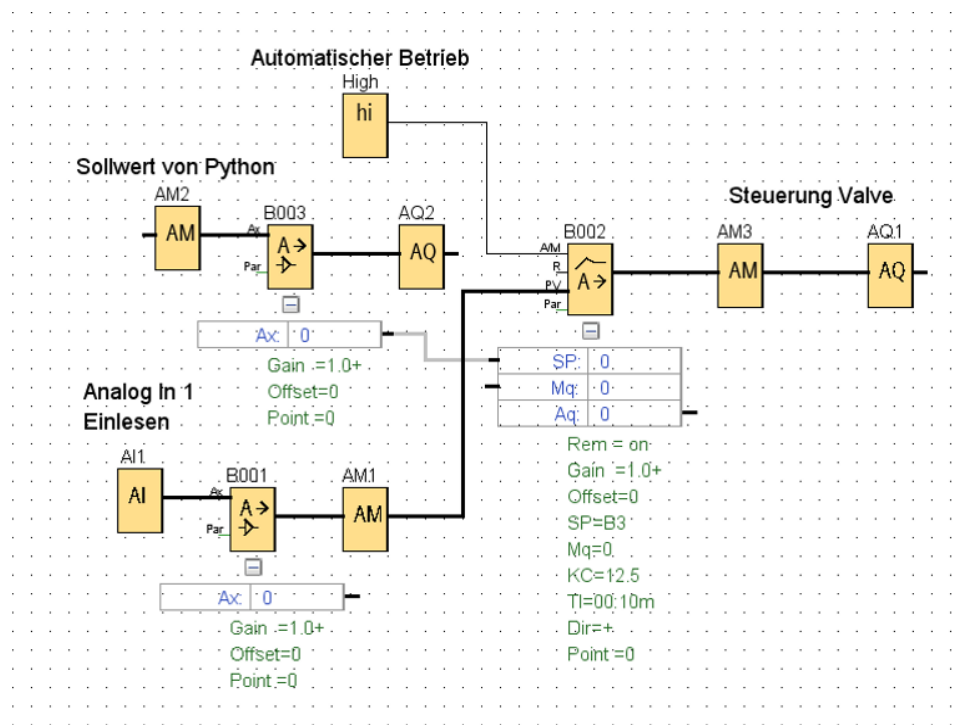 Automatischer Betrieb
High
hi
Sollwert von Python
AM2
AM
B003
Ax
A→
Par
AQ2
AQ
Ax: 0
Gain =1.0+
Offset=0
Point =0
Steuerung Valve
B002
A/M
R
PV
Par
A→
AM3
AM
AQ1
AQ
SP: 0
Mq: 0
Aq: 0
Rem = on
Gain =1.0+
Offset=0
SP=B3
Mq=0
KC=12.5
TI=00:10m
Dir=+
Point =0
Analog In 1
Einlesen
AI1
AI
B001
Ax
A→
Par
AM1
AM
Ax: 0
Gain =1.0+
Offset=0
Point =0